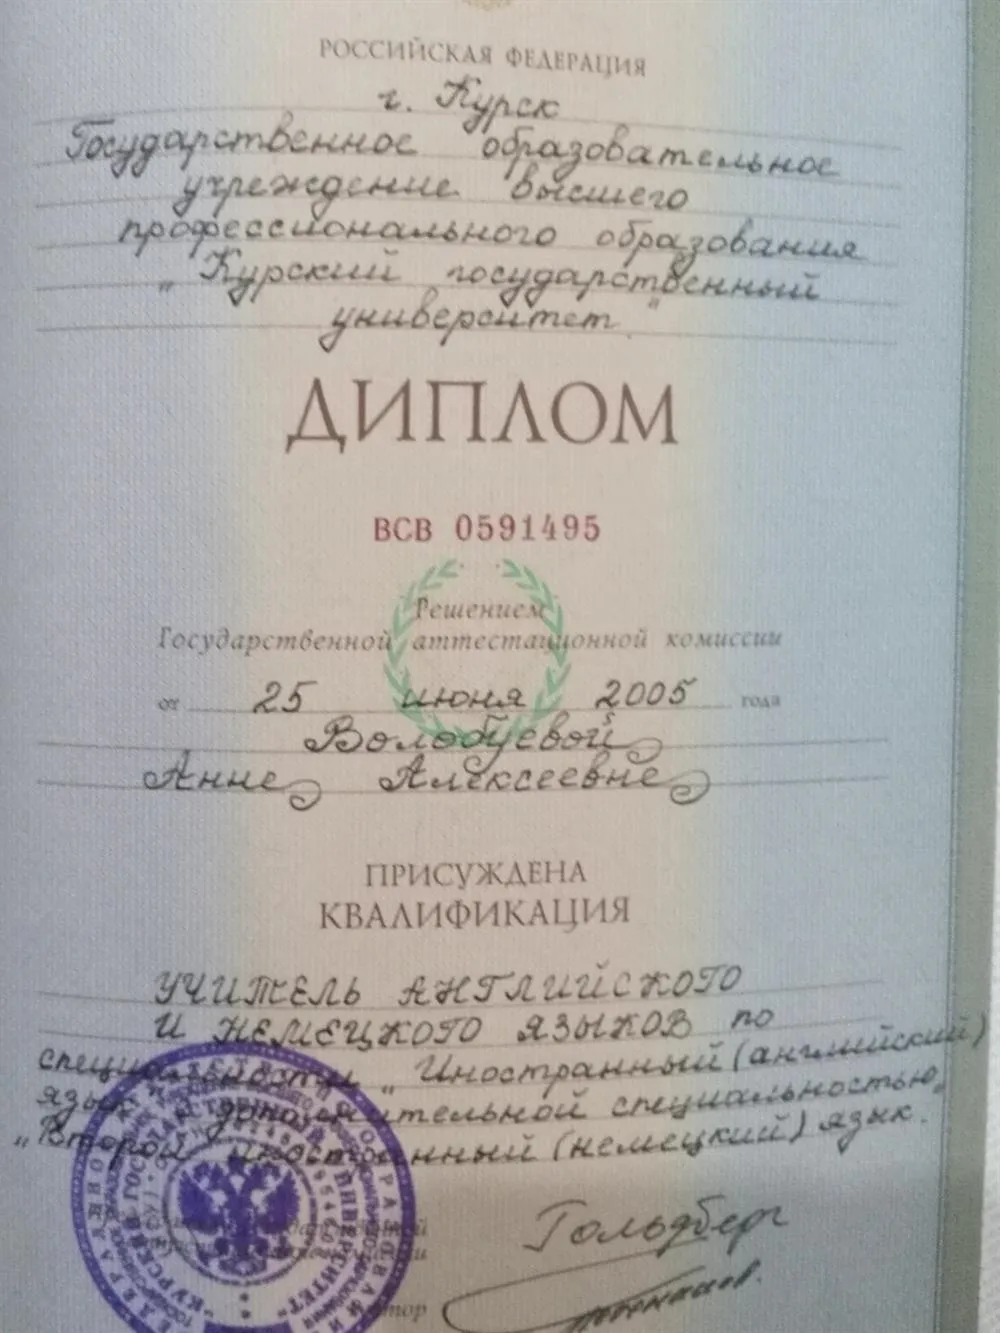 РОССИЙСКАЯ ФЕДЕРАЦИЯ
г. Курск
Государственное образовательное
учреждение высшего
профессионального образования
„Курский государственный
университет"
ДИПЛОМ
ВСВ 0591495
Решением
Государственной аттестационной комиссии
от 25 июня 2005 года
Волобуевой
Анне Алексеевне
ПРИСУЖДЕНА
КВАЛИФИКАЦИЯ
УЧИТЕЛЬ АНГЛИЙСКОГО
И НЕМЕЦКОГО ЯЗЫКОВ по
специальности „Иностранный (английский)
язык" дополнительной специальностью
„Второй иностранный (немецкий) язык.
Гольдберг